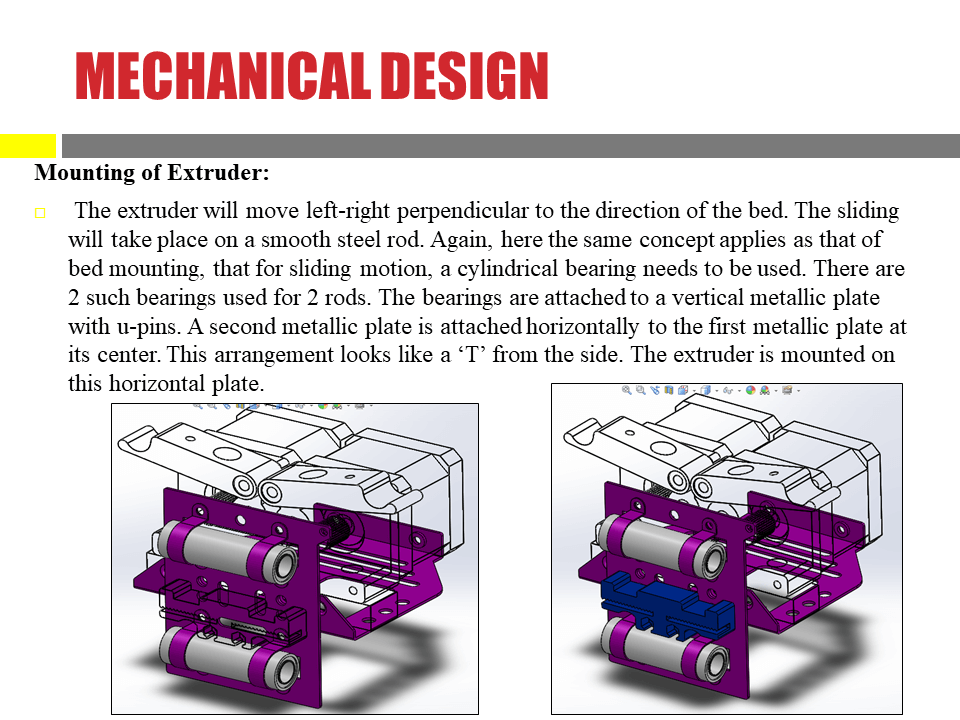 MECHANICAL DESIGN
Mounting of Extruder:
The extruder will move left-right perpendicular to the direction of the bed. The sliding
will take place on a smooth steel rod. Again, here the same concept applies as that of
bed mounting, that for sliding motion, a cylindrical bearing needs to be used. There are
2 such bearings used for 2 rods. The bearings are attached to a vertical metallic plate
with u-pins. A second metallic plate is attached horizontally to the first metallic plate at
its center. This arrangement looks like a ‘T’ from the side. The extruder is mounted on
this horizontal plate.